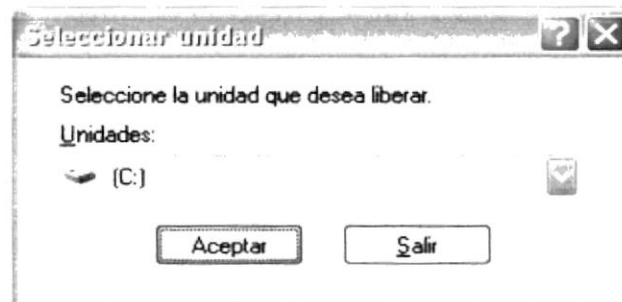 Seleccionar unidad
Seleccione la unidad que desea liberar.
Unidades:
(C:)
Aceptar
Salir